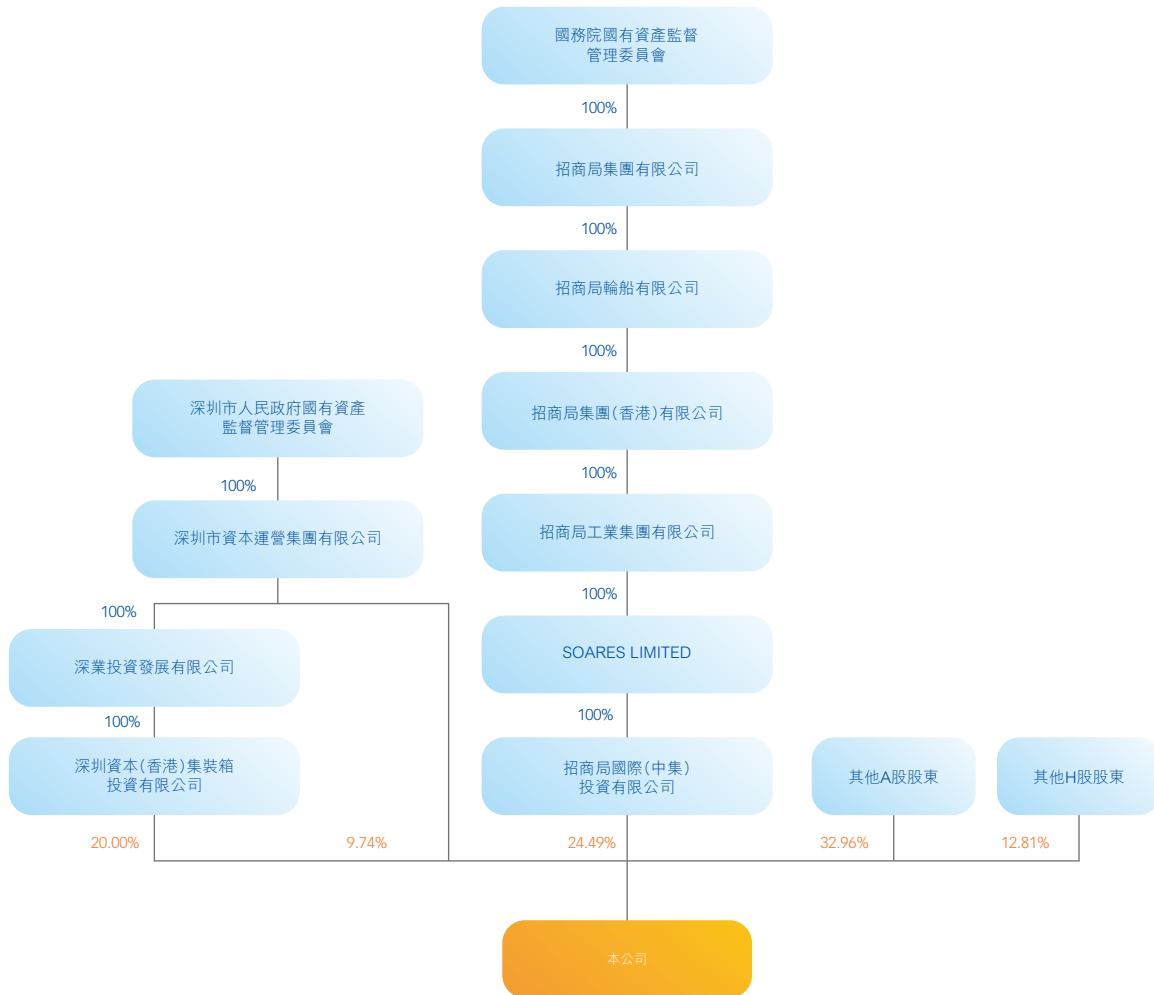 國務院國有資產監督
管理委員會
100%
招商局集團有限公司
100%
招商局輪船有限公司
100%
深圳市人民政府國有資產
監督管理委員會
招商局集團(香港)有限公司
100%
100%
深圳市資本運營集團有限公司
招商局工業集團有限公司
100%
100%
深業投資發展有限公司
SOARES LIMITED
100%
100%
深圳資本(香港)集裝箱
投資有限公司
招商局國際(中集)
投資有限公司
其他A股股東
其他H股股東
20.00%
9.74%
24.49%
32.96%
12.81%
本公司